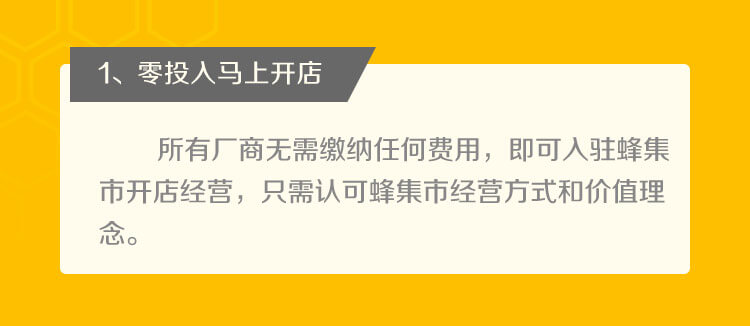 1、零投入马上开店
所有厂商无需缴纳任何费用，即可入驻蜂集
市开店经营，只需认可蜂集市经营方式和价值理
念。